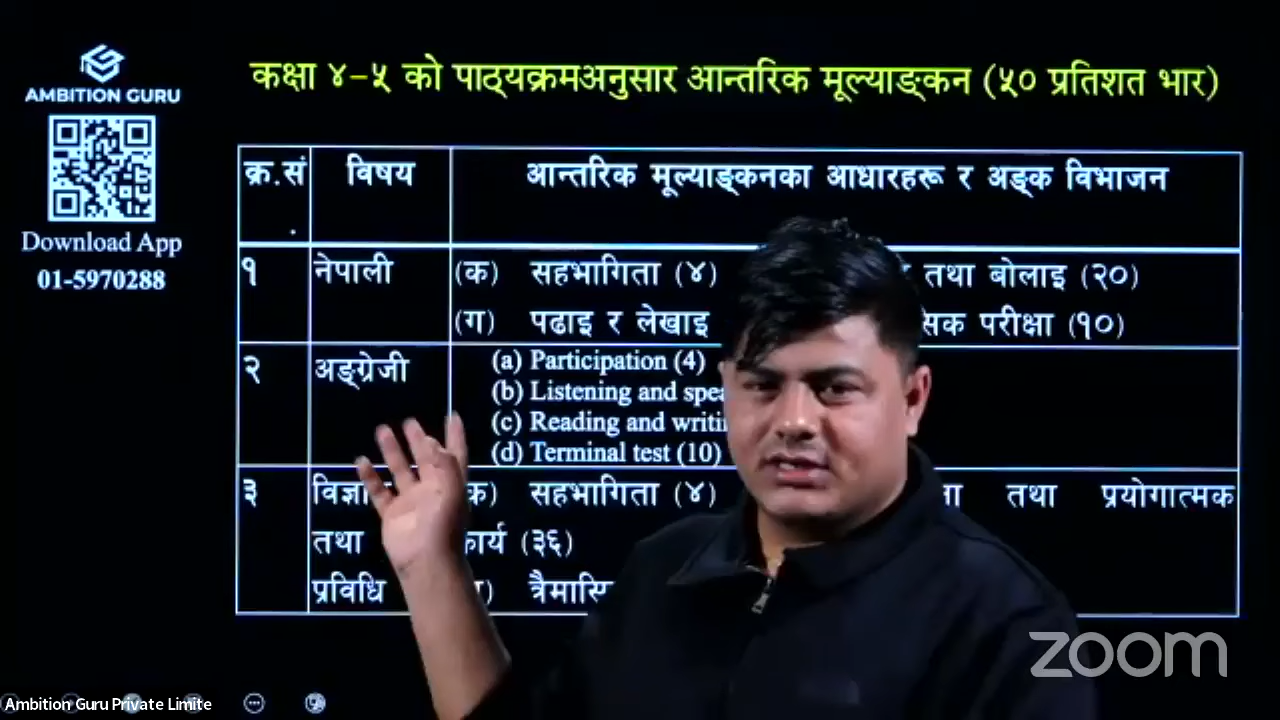 AMBITION GURU
Download App
01-5970288
कक्षा ४-५ को पाठ्यक्रमअनुसार आन्तरिक मूल्याङ्कन (५० प्रतिशत भार)
क्र.सं विषय आन्तरिक मूल्याङ्कनका आधारहरू र अङ्क विभाजन
.
१ नेपाली (क) सहभागिता (४) तथा बोलाइ (२०)
(ग) पढाइ र लेखाइ परीक्षा (१०)
२ अङ्ग्रेजी (a) Participation (4)
(b) Listening and
(c) Reading and
(d) Terminal test (10)
३ (४) तथा प्रयोगात्मक
सहभागिता
तथा (३६)
प्रविधि
zoom
Ambition Guru Private Limite